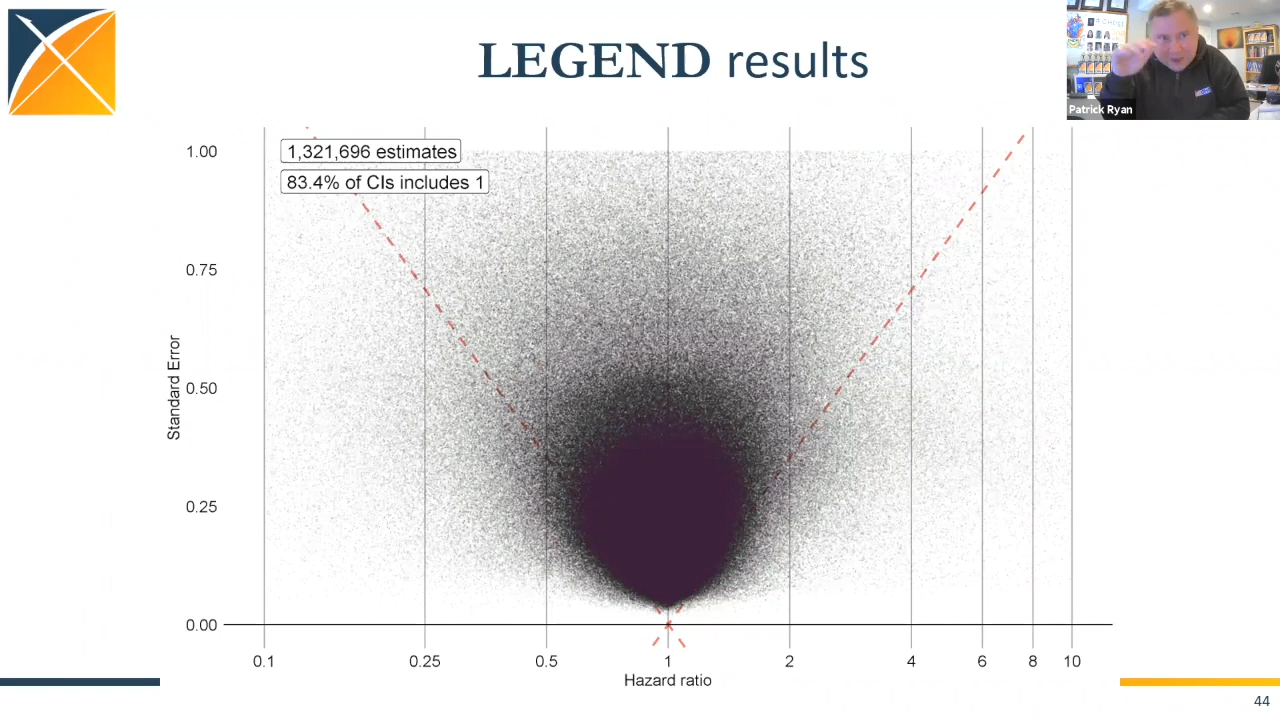 LEGEND results
Patrick Ryan
1,321,696 estimates
83.4% of CIs includes 1
1.00
0.75
0.50
0.25
0.00
Standard Error
0.1 0.25 0.5 1 2 4 6 8 10
Hazard ratio
44